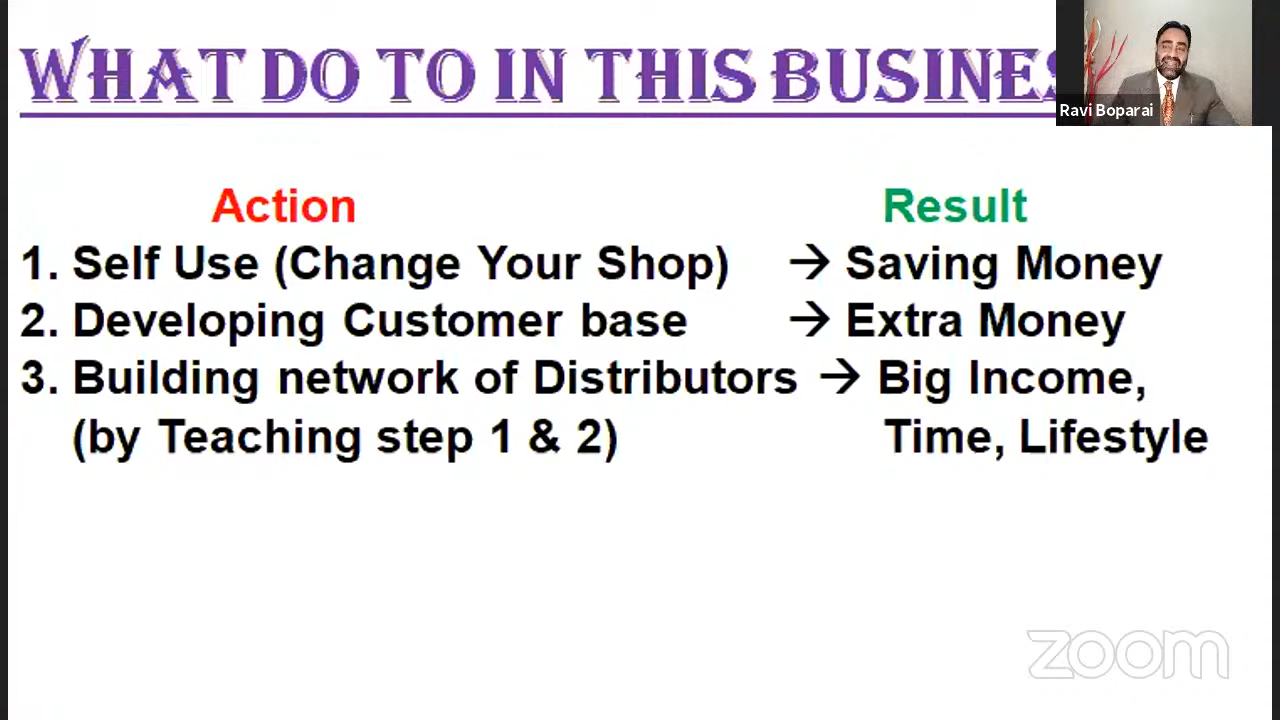 WHAT DO TO IN THIS BUSINES
Ravi Boparai
Action Result
1. Self Use (Change Your Shop) → Saving Money
2. Developing Customer base → Extra Money
3. Building network of Distributors → Big Income,
(by Teaching step 1 & 2) Time, Lifestyle
zoom